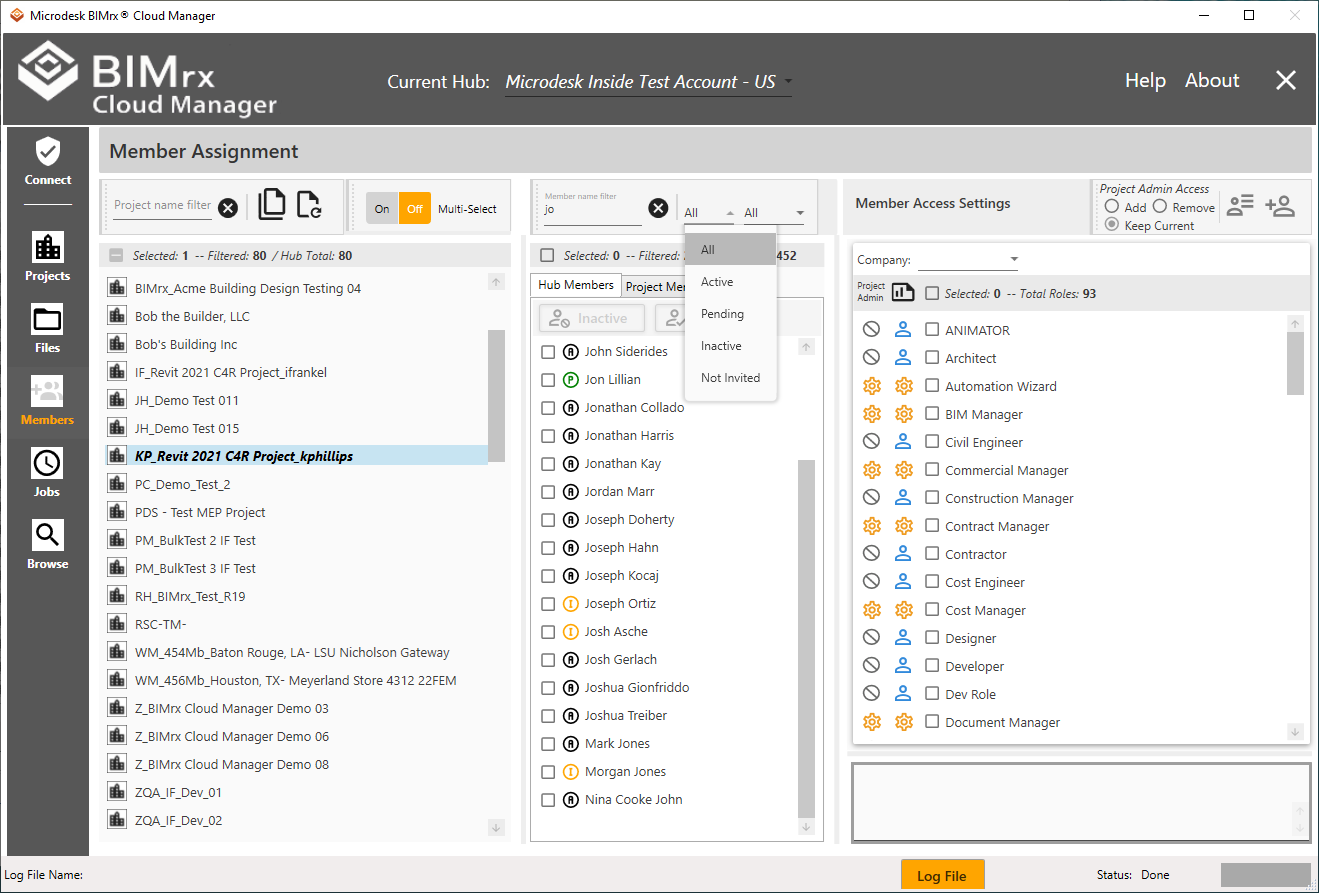 Microdesk BIMrx® Cloud Manager
BIMrx
Cloud Manager
Current Hub: Microdesk Inside Test Account - US
Help About
Connect
Projects
Files
Members
Jobs
Browse
Member Assignment
Project name filter
On Off Multi-Select
Selected: 1 -- Filtered: 80 / Hub Total: 80
BIMrx_Acme Building Design Testing 04
Bob the Builder, LLC
Bob's Building Inc
IF_Revit 2021 C4R Project_ifrankel
JH_Demo Test 011
JH_Demo Test 015
KP_Revit 2021 C4R Project_kphillips
PC_Demo_Test_2
PDS - Test MEP Project
PM_BulkTest 2 IF Test
PM_BulkTest 3 IF Test
RH_BIMrx_Test_R19
RSC-TM-
WM_454Mb_Baton Rouge, LA- LSU Nicholson Gateway
WM_456Mb_Houston, TX- Meyerland Store 4312 22FEM
Z_BIMrx Cloud Manager Demo 03
Z_BIMrx Cloud Manager Demo 06
Z_BIMrx Cloud Manager Demo 08
ZQA_IF_Dev_01
ZQA_IF_Dev_02
Member name filter
jo
All All
All
Active
Pending
Inactive
Not Invited
Selected: 0 -- Filtered: 452
Hub Members Project Me
Inactive
A John Siderides
P Jon Lillian
A Jonathan Collado
A Jonathan Harris
A Jonathan Kay
A Jordan Marr
A Joseph Doherty
A Joseph Hahn
A Joseph Kocaj
I Joseph Ortiz
I Josh Asche
A Josh Gerlach
A Joshua Gionfriddo
A Joshua Treiber
A Mark Jones
I Morgan Jones
A Nina Cooke John
Member Access Settings
Project Admin Access
Add Remove
Keep Current
Company:
Project
Admin
Selected: 0 -- Total Roles: 93
ANIMATOR
Architect
Automation Wizard
BIM Manager
Civil Engineer
Commercial Manager
Construction Manager
Contract Manager
Contractor
Cost Engineer
Cost Manager
Designer
Developer
Dev Role
Document Manager
Log File Name:
Log File
Status: Done